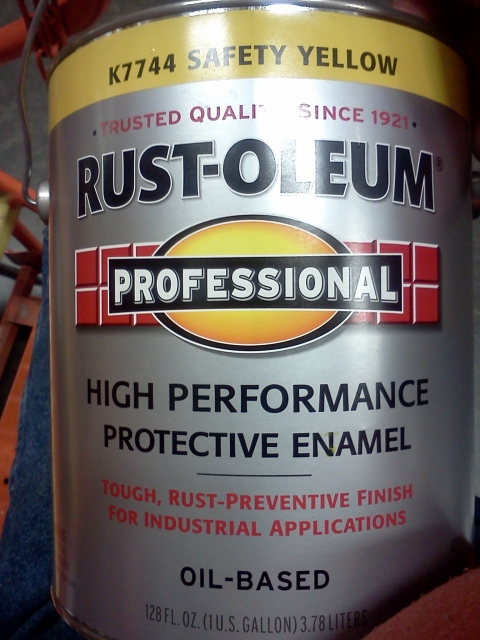 K7744 SAFETY YELLOW
• TRUSTED QUALI SINCE 1921 •
RUST-OLEUM®
PROFESSIONAL
HIGH PERFORMANCE
PROTECTIVE ENAMEL
TOUGH, RUST-PREVENTIVE FINISH
FOR INDUSTRIAL APPLICATIONS
OIL-BASED
128 FL. OZ. (1 U.S. GALLON) 3.78 LITERS